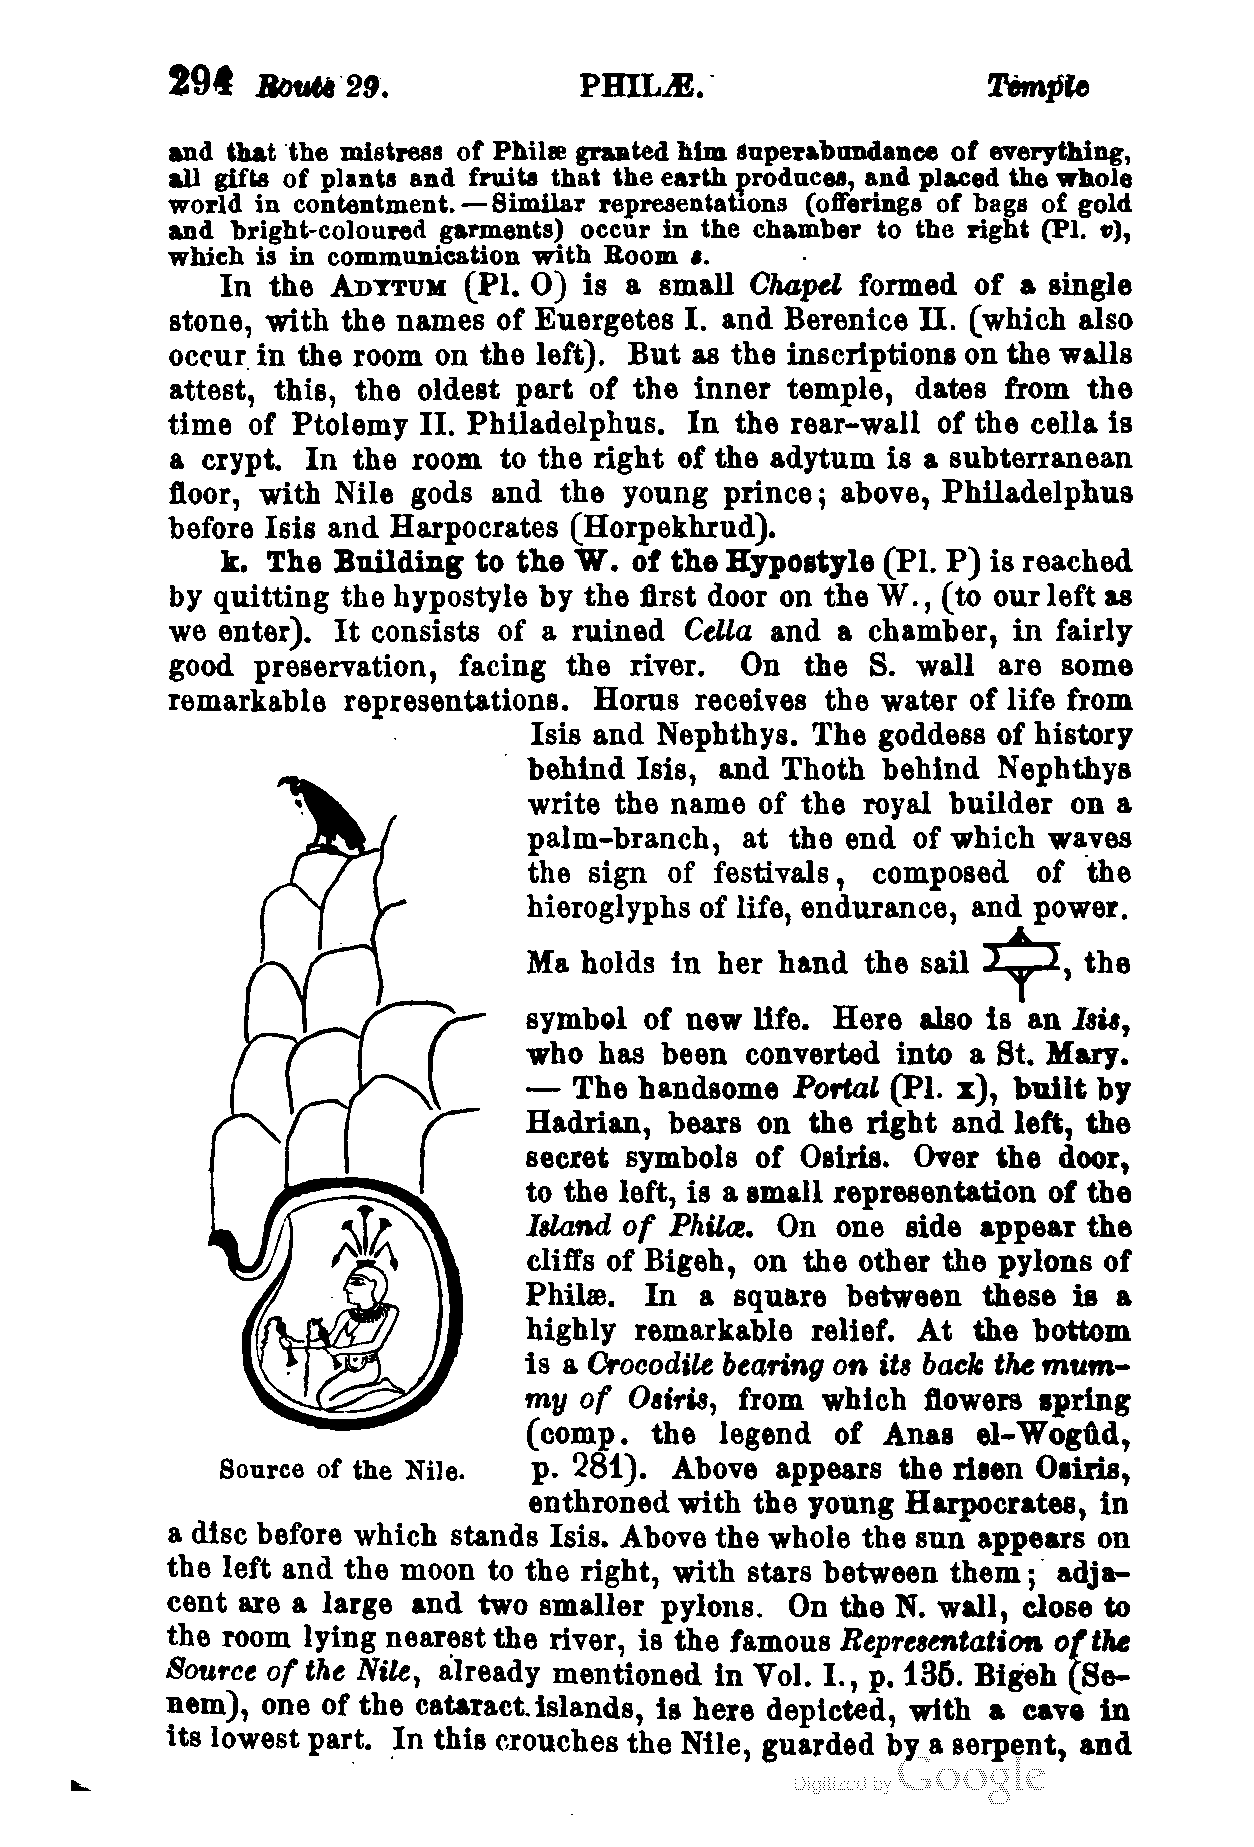 294 Route 29. PHILÆ. Temple
and that the mistress of Philæ granted him superabundance of everything,
all gifts of plants and fruits that the earth produces, and placed the whole
world in contentment. — Similar representations (offerings of bags of gold
and bright-coloured garments) occur in the chamber to the right (Pl. v),
which is in communication with Room s.
In the ADYTUM (Pl. O) is a small Chapel formed of a single
stone, with the names of Euergetes I. and Berenice II. (which also
occur in the room on the left). But as the inscriptions on the walls
attest, this, the oldest part of the inner temple, dates from the
time of Ptolemy II. Philadelphus. In the rear-wall of the cella is
a crypt. In the room to the right of the adytum is a subterranean
floor, with Nile gods and the young prince; above, Philadelphus
before Isis and Harpocrates (Horpekhrud).
k. The Building to the W. of the Hypostyle (Pl. P) is reached
by quitting the hypostyle by the first door on the W., (to our left as
we enter). It consists of a ruined Cella and a chamber, in fairly
good preservation, facing the river. On the S. wall are some
remarkable representations. Horus receives the water of life from
Isis and Nephthys. The goddess of history
behind Isis, and Thoth behind Nephthys
write the name of the royal builder on a
palm-branch, at the end of which waves
the sign of festivals, composed of the
hieroglyphs of life, endurance, and power.
Ma holds in her hand the sail , the
symbol of new life. Here also is an Isis,
who has been converted into a St. Mary.
— The handsome Portal (Pl. x), built by
Hadrian, bears on the right and left, the
secret symbols of Osiris. Over the door,
to the left, is a small representation of the
Island of Philæ. On one side appear the
cliffs of Bigeh, on the other the pylons of
Philæ. In a square between these is a
highly remarkable relief. At the bottom
is a Crocodile bearing on its back the mum-
my of Osiris, from which flowers spring
(comp. the legend of Anas el-Wogûd,
p. 281). Above appears the risen Osiris,
enthroned with the young Harpocrates, in
Source of the Nile.
a disc before which stands Isis. Above the whole the sun appears on
the left and the moon to the right, with stars between them; adja-
cent are a large and two smaller pylons. On the N. wall, close to
the room lying nearest the river, is the famous Representation of the
Source of the Nile, already mentioned in Vol. I., p. 135. Bigeh (Se-
nem), one of the cataract islands, is here depicted, with a cave in
its lowest part. In this crouches the Nile, guarded by a serpent, and
Digitized by Google